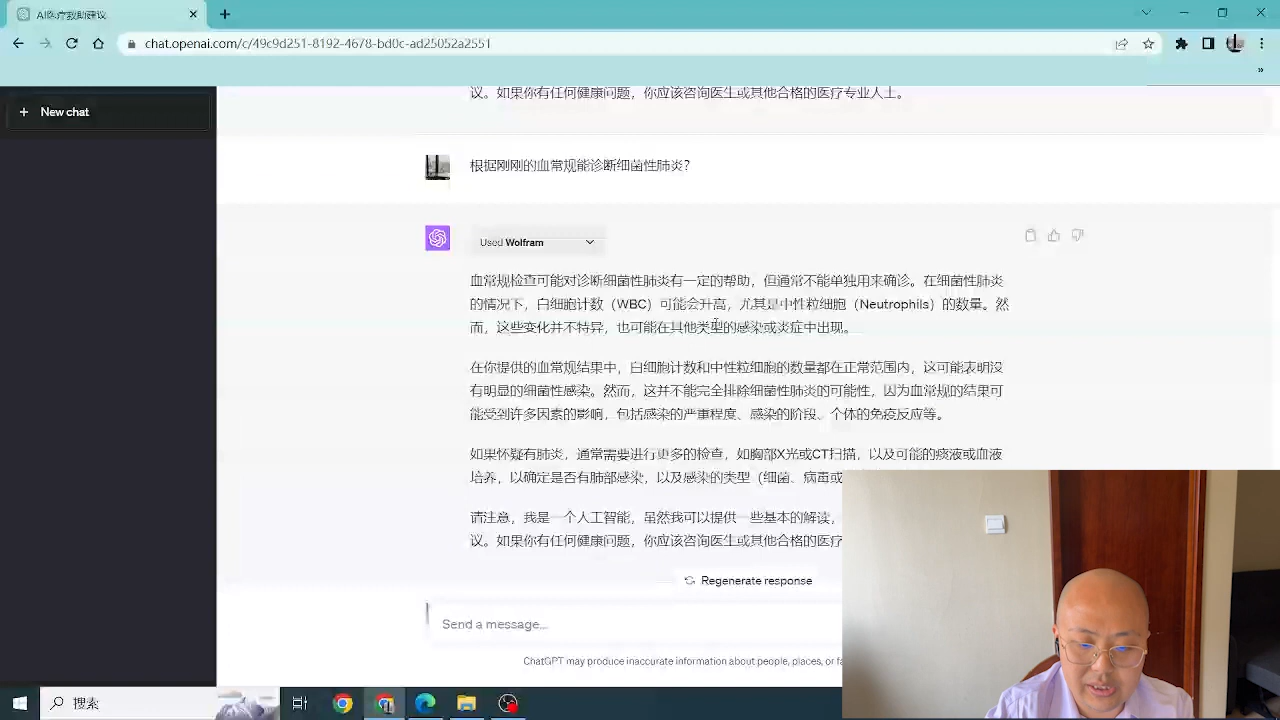 AI医疗救助建议
chat.openai.com/c/49c9d251-8192-4678-bd0c-ad25052a2551
»
+ New chat
议。如果你有任何健康问题，你应该咨询医生或其他合格的医疗专业人士。
根据刚刚的血常规能诊断细菌性肺炎?
Used Wolfram
血常规检查可能对诊断细菌性肺炎有一定的帮助，但通常不能单独用来确诊。在细菌性肺炎
的情况下，白细胞计数（WBC）可能会升高，尤其是中性粒细胞（Neutrophils）的数量。然
而，这些变化并不特异，也可能在其他类型的感染或炎症中出现。
在你提供的血常规结果中，白细胞计数和中性粒细胞的数量都在正常范围内，这可能表明没
有明显的细菌性感染。然而，这并不能完全排除细菌性肺炎的可能性，因为血常规的结果可
能受到许多因素的影响，包括感染的严重程度、感染的阶段、个体的免疫反应等。
如果怀疑有肺炎，通常需要进行更多的检查，如胸部X光或CT扫描，以及可能的痰液或血液
培养，以确定是否有肺部感染，以及感染的类型（细菌、病毒或
请注意，我是一个人工智能，虽然我可以提供一些基本的解读，
议。如果你有任何健康问题，你应该咨询医生或其他合格的医疗
Regenerate response
Send a message...
ChatGPT may produce inaccurate information about people, places, or fa
搜索